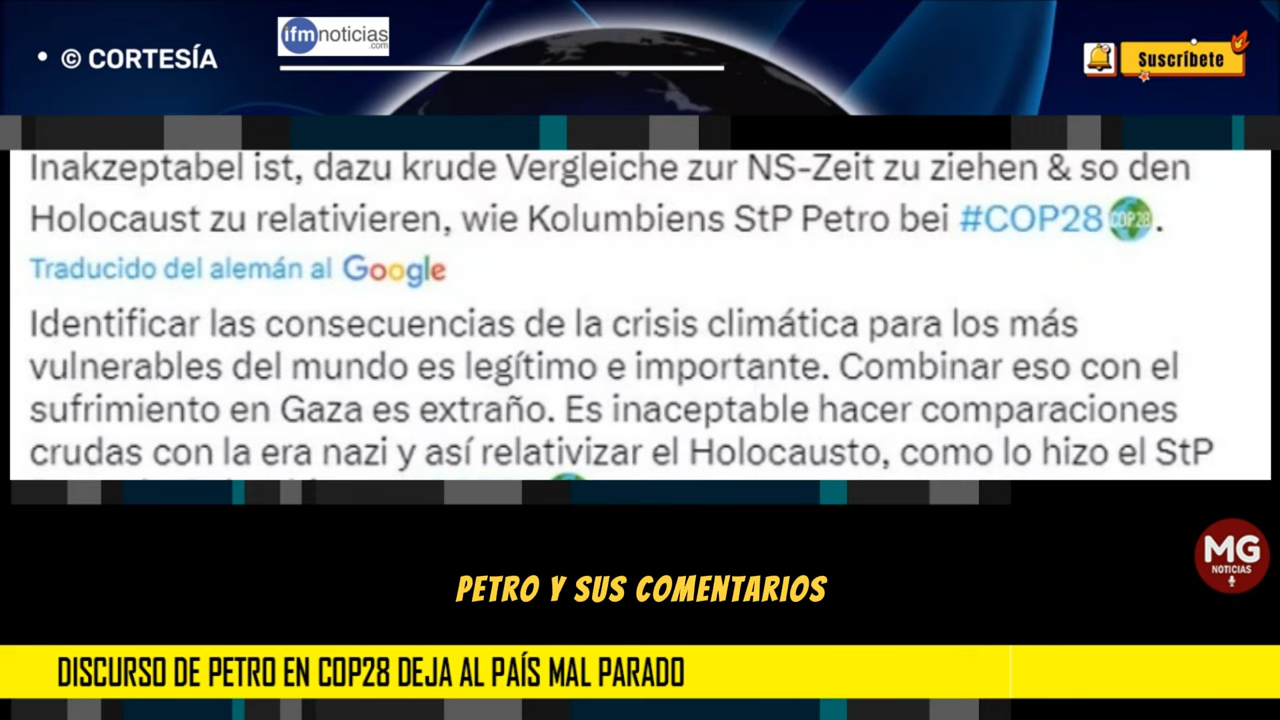 • © CORTESÍA
ifmnoticias
.com
Suscríbete
Inakzeptabel ist, dazu krude Vergleiche zur NS-Zeit zu ziehen & so den
Holocaust zu relativieren, wie Kolumbiens StP Petro bei #COP28 COP28.
Traducido del alemán al Google
Identificar las consecuencias de la crisis climática para los más
vulnerables del mundo es legítimo e importante. Combinar eso con el
sufrimiento en Gaza es extraño. Es inaceptable hacer comparaciones
crudas con la era nazi y así relativizar el Holocausto, como lo hizo el StP
MG
NOTICIAS
PETRO Y SUS COMENTARIOS
DISCURSO DE PETRO EN COP28 DEJA AL PAÍS MAL PARADO